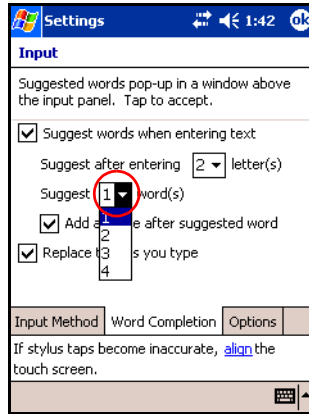 Settings 1:42 ok
Input
Suggested words pop-up in a window above
the input panel. Tap to accept.
Suggest words when entering text
Suggest after entering 2 letter(s)
Suggest 1 word(s)
1
Add a e after suggested word
2
Replace t 3 s you type
4
Input Method Word Completion Options
If stylus taps become inaccurate, align the
touch screen.